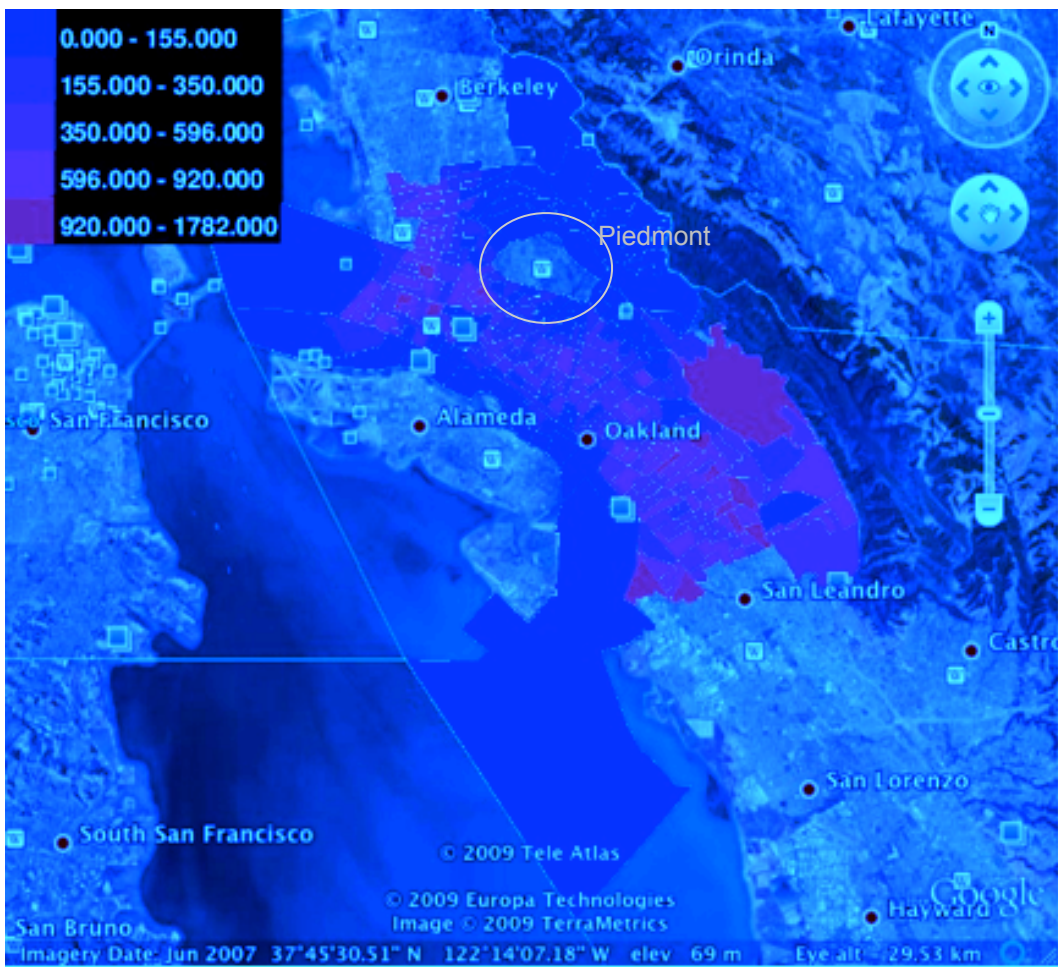 0.000 - 155.000
155.000 - 350.000
350.000 - 596.000
596.000 - 920.000
920.000 - 1782.000
Lafayette
N
Orinda
Berkeley
Piedmont
San Francisco
Alameda
Oakland
San Leandro
Castro
San Lorenzo
South San Francisco
© 2009 Tele Atlas
© 2009 Europa Technologies
Image © 2009 TerraMetrics
Google
Hayward
San Bruno
Imagery Date: Jun 2007 37°45'30.51" N 122°14'07.18" W elev 69 m Eye alt 29.53 km